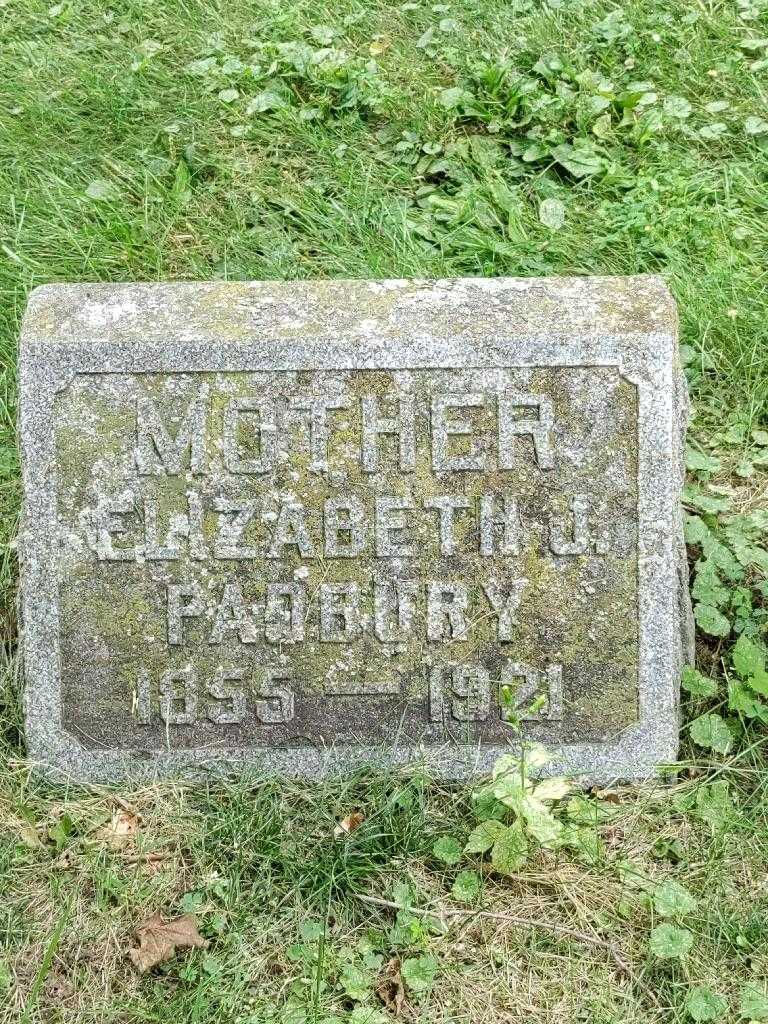 MOTHER
ELIZABETH J.
PADBURY
1855 — 1921